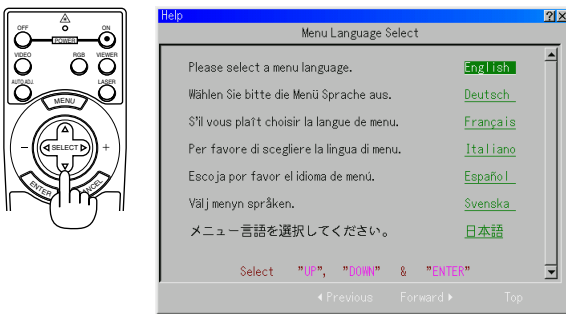 OFF
ON
POWER
VIDEO
RGB
VIEWER
AUTO ADJ.
LASER
MENU
SELECT
− +
ENTER
CANCEL
Help
Menu Language Select
Please select a menu language. English
Wählen Sie bitte die Menü Sprache aus. Deutsch
S'il vous plaît choisir la langue de menu. Français
Per favore di scegliere la lingua di menu. Italiano
Escoja por favor el idioma de menú. Español
Välj menyn språken. Svenska
メニュー言語を選択してください。 日本語
Select "UP", "DOWN" & "ENTER"
Previous Forward Top